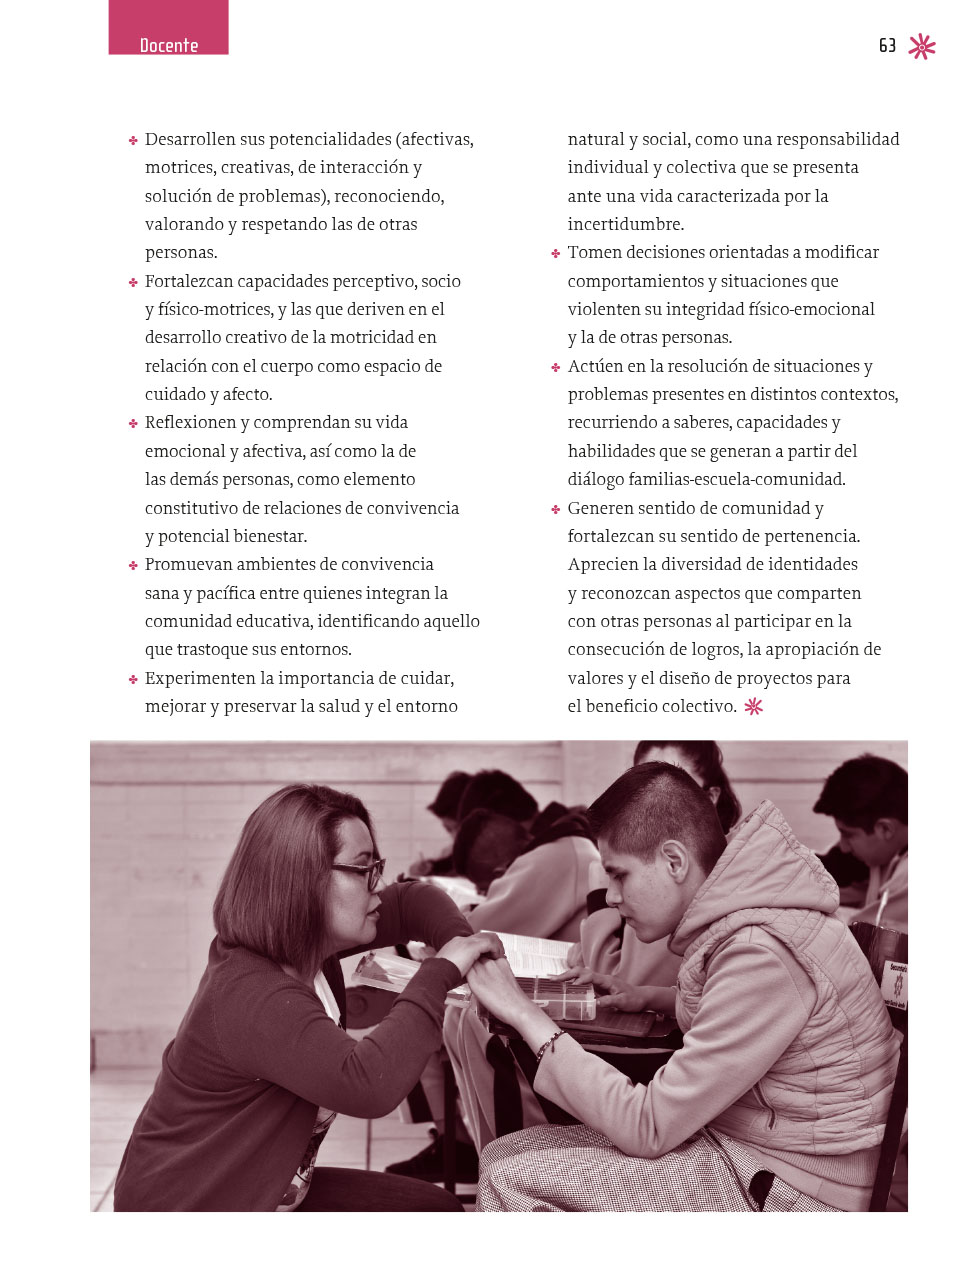 Docente
63
Desarrollen sus potencialidades (afectivas,
motrices, creativas, de interacción y
solución de problemas), reconociendo,
valorando y respetando las de otras
personas.
Fortalezcan capacidades perceptivo, socio
y físico-motrices, y las que deriven en el
desarrollo creativo de la motricidad en
relación con el cuerpo como espacio de
cuidado y afecto.
Reflexionen y comprendan su vida
emocional y afectiva, así como la de
las demás personas, como elemento
constitutivo de relaciones de convivencia
y potencial bienestar.
Promuevan ambientes de convivencia
sana y pacífica entre quienes integran la
comunidad educativa, identificando aquello
que trastoque sus entornos.
Experimenten la importancia de cuidar,
mejorar y preservar la salud y el entorno
natural y social, como una responsabilidad
individual y colectiva que se presenta
ante una vida caracterizada por la
incertidumbre.
Tomen decisiones orientadas a modificar
comportamientos y situaciones que
violenten su integridad físico-emocional
y la de otras personas.
Actúen en la resolución de situaciones y
problemas presentes en distintos contextos,
recurriendo a saberes, capacidades y
habilidades que se generan a partir del
diálogo familias-escuela-comunidad.
Generen sentido de comunidad y
fortalezcan su sentido de pertenencia.
Aprecien la diversidad de identidades
y reconozcan aspectos que comparten
con otras personas al participar en la
consecución de logros, la apropiación de
valores y el diseño de proyectos para
el beneficio colectivo.